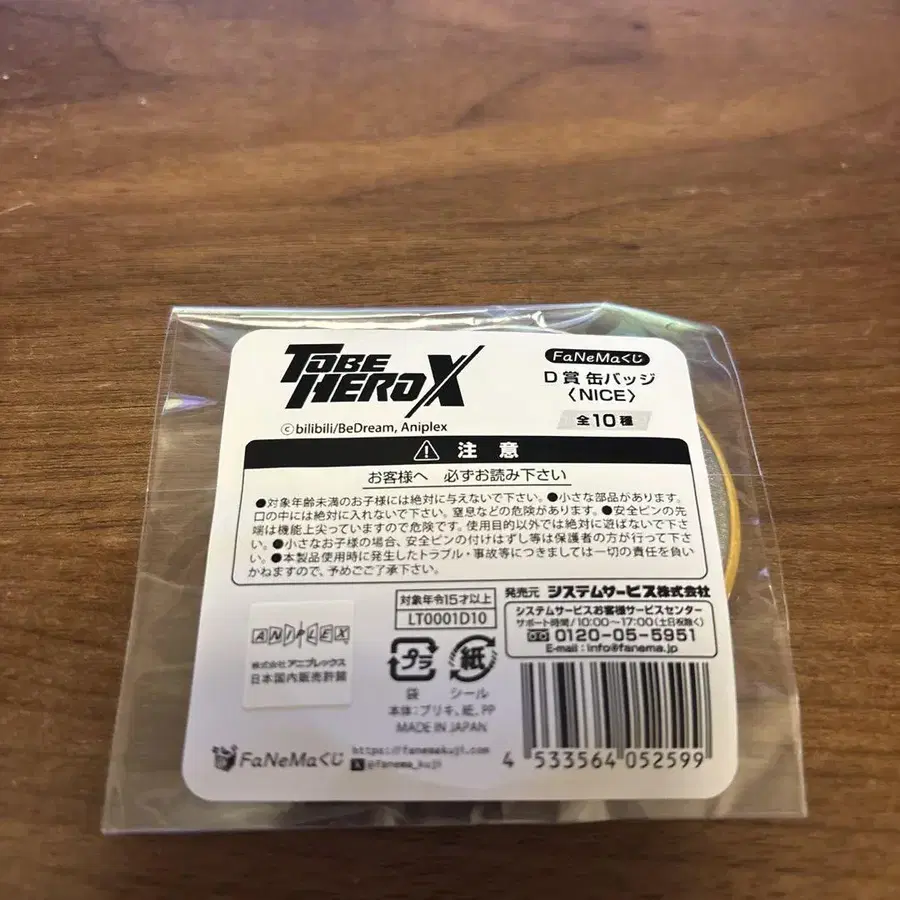 TOBE
HERO X
©bilibili/BeDream, Aniplex
FaNeMaくじ
D賞 缶バッジ
〈NICE〉
全10種
注意
お客様へ 必ずお読み下さい
●対象年齢未満のお子様には絶対に与えないで下さい。●小さな部品があります。
口の中には絶対に入れないで下さい。窒息などの危険があります。●安全ピンの先
端は機能上尖っていますので危険です。使用目的以外では絶対に遊ばないで下さ
い。●小さなお子様の場合、安全ピンの付けはずし等は保護者の方が行って下さ
い。●本製品使用時に発生したトラブル・事故等につきましては一切の責任を負い
かねますので、予めご了承下さい。
ANIPLEX
株式会社アニプレックス
日本国内販売許諾
対象年令15才以上
LT0001D10
プラ
紙
袋
シール
本体:ブリキ、紙、PP
MADE IN JAPAN
発売元 システムサービス株式会社
システムサービスお客様サービスセンター
サポート時間/10:00~17:00(土日祝除く)
0120-05-5951
E-mail:info@fanema.jp
FaNeMaくじ
https://fanemakuji.com
@fanema_kuji
4 533564 052599